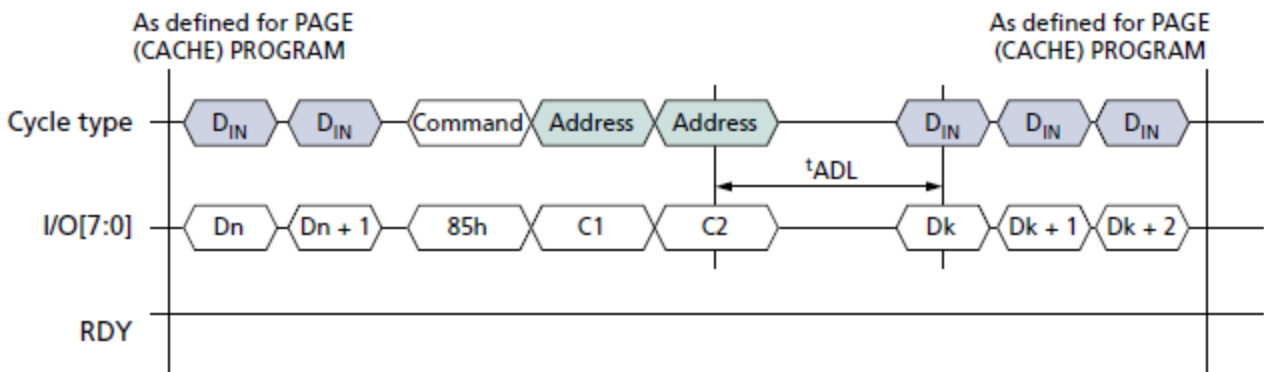 As defined for PAGE
(CACHE) PROGRAM
As defined for PAGE
(CACHE) PROGRAM
Cycle type
DIN
DIN
Command
Address
Address
DIN
DIN
DIN
tADL
I/O[7:0]
Dn
Dn + 1
85h
C1
C2
Dk
Dk + 1
Dk + 2
RDY